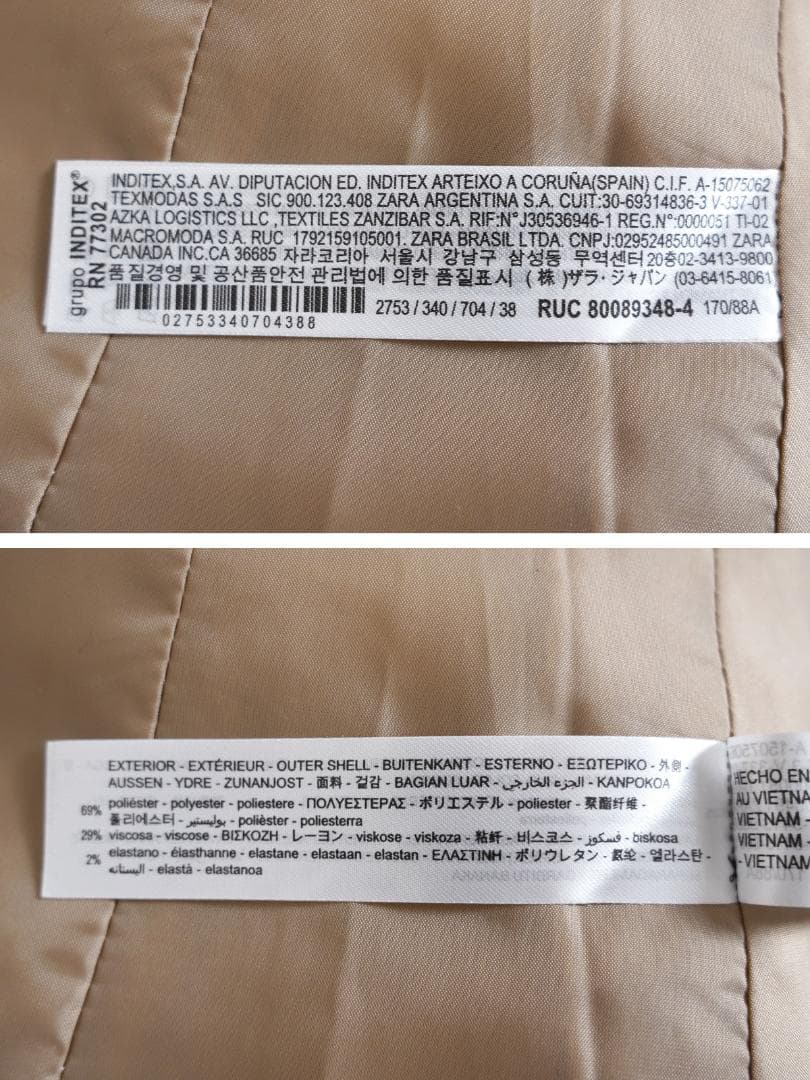 grupo INDITEX®
RN 77302
INDITEX,S.A. AV. DIPUTACION ED. INDITEX ARTEIXO A CORUÑA(SPAIN) C.I.F. A-15075062
TEXMODAS S.A.S SIC 900.123.408 ZARA ARGENTINA S.A. CUIT:30-69314836-3 V-337-01
AZKA LOGISTICS LLC ,TEXTILES ZANZIBAR S.A. RIF:N°J30536946-1 REG.N°:0000051 TI-02
MACROMODA S.A. RUC 1792159105001. ZARA BRASIL LTDA. CNPJ:02952485000491 ZARA
CANADA INC.CA 36685 자라코리아 서울시 강남구 삼성동 무역센터 20층02-3413-9800
품질경영 및 공산품안전 관리법에 의한 품질표시 (株)ザラ・ジャパン (03-6415-8061
02753340704388
2753 / 340 / 704 / 38 RUC 80089348-4 170/88A
EXTERIOR - EXTÉRIEUR - OUTER SHELL - BUITENKANT - ESTERNO - ΕΞΩΤΕΡΙΚΟ - 外側 -
AUSSEN - YDRE - ZUNANJOST - 面料 - 겉감 - BAGIAN LUAR - الجزء الخارجي - KANPOKOA
69% poliéster - polyester - poliestere - ΠΟΛΥΕΣΤΕΡΑΣ - ポリエステル - poliester - 聚酯纤维 -
폴리에스터 - بوليستير - polièster - poliesterra
29% viscosa - viscose - ΒΙΣΚΟΖΗ - レーヨン - viskose - viskoza - 粘纤 - 비스코스 - فسكوز - biskosa
2% elastano - élasthanne - elastane - elastaan - elastan - ΕΛΑΣΤΙΝΗ - ポリウレタン - 氨纶 - 엘라스탄 -
اليستانه - elastà - elastanoa
HECHO EN
AU VIETNA
VIETNAM -
VIETNAM -
- VIETNAM